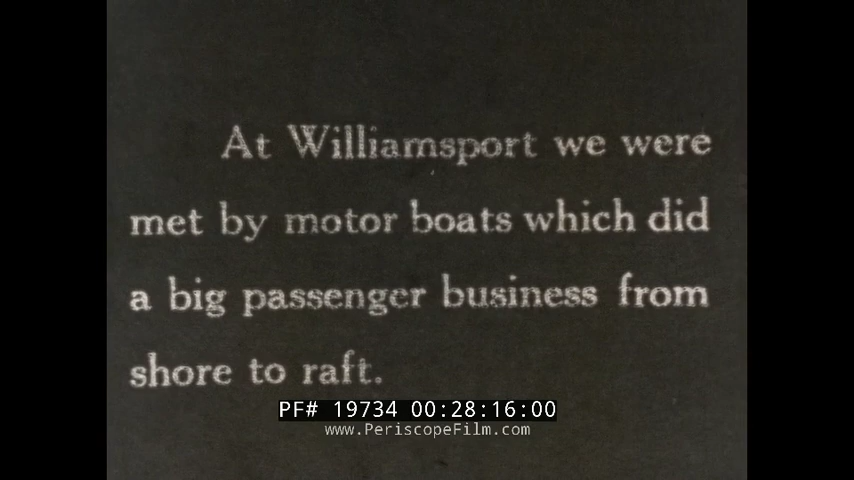 At Williamsport we were
met by motor boats which did
a big passenger business from
shore to raft.
PF# 19734 00:28:16:00
www.PeriscopeFilm.com